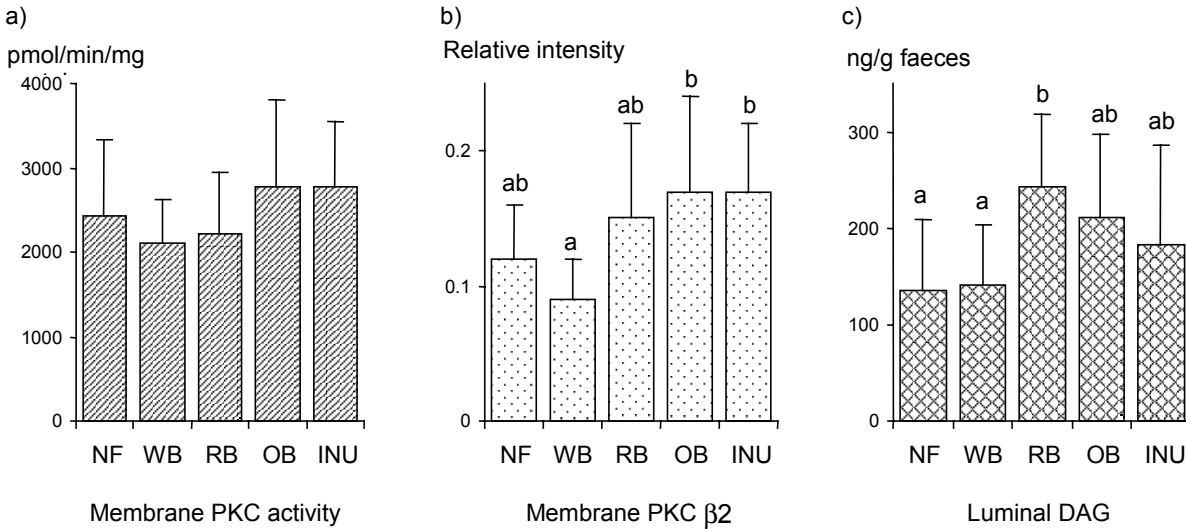 a)
pmol/min/mg
4000
3000
2000
1000
0
NF WB RB OB INU
Membrane PKC activity
b)
Relative intensity
0.2
0.1
0
ab a ab b b
NF WB RB OB INU
Membrane PKC β2
c)
ng/g faeces
300
200
100
0
a a b ab ab
NF WB RB OB INU
Luminal DAG